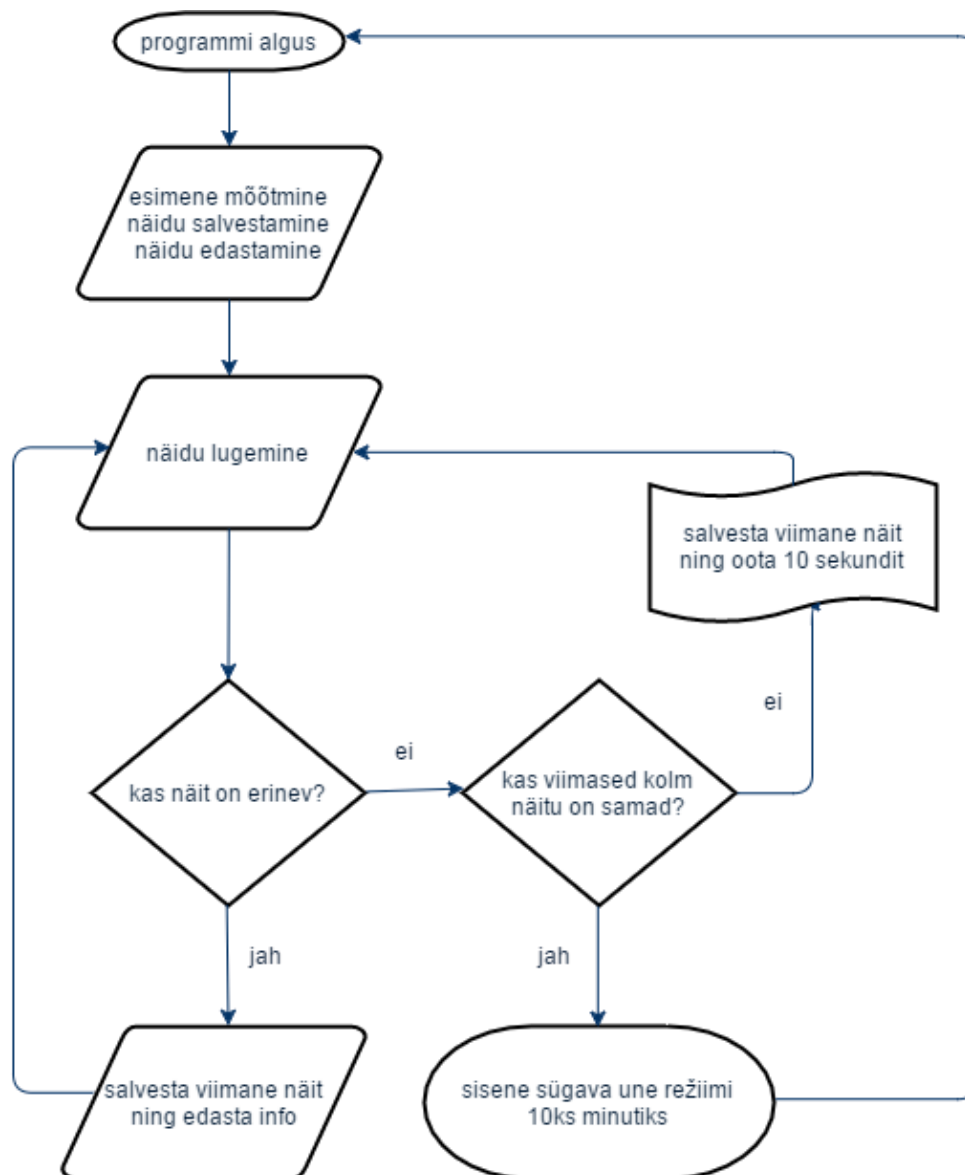 programmi algus
esimene mõõtmine
näidu salvestamine
näidu edastamine
näidu lugemine
salvesta viimane näit
ning oota 10 sekundit
kas näit on erinev?
ei
kas viimased kolm
näitu on samad?
ei
jah
jah
salvesta viimane näit
ning edasta info
sisene sügava une režiimi
10ks minutiks